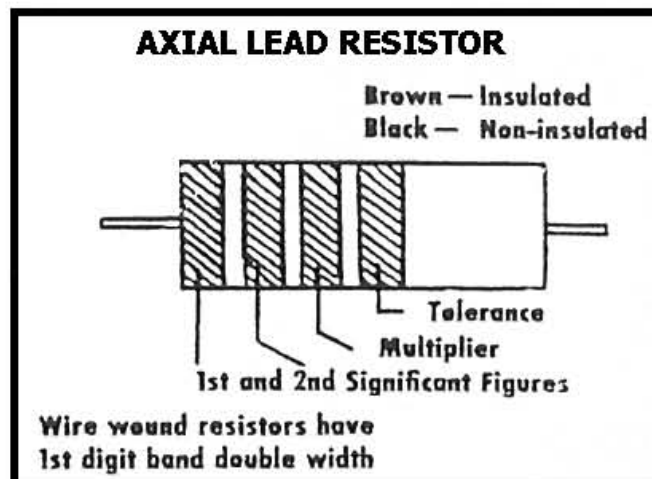 AXIAL LEAD RESISTOR
Brown — Insulated
Black — Non-insulated
Tolerance
Multiplier
1st and 2nd Significant Figures
Wire wound resistors have
1st digit band double width